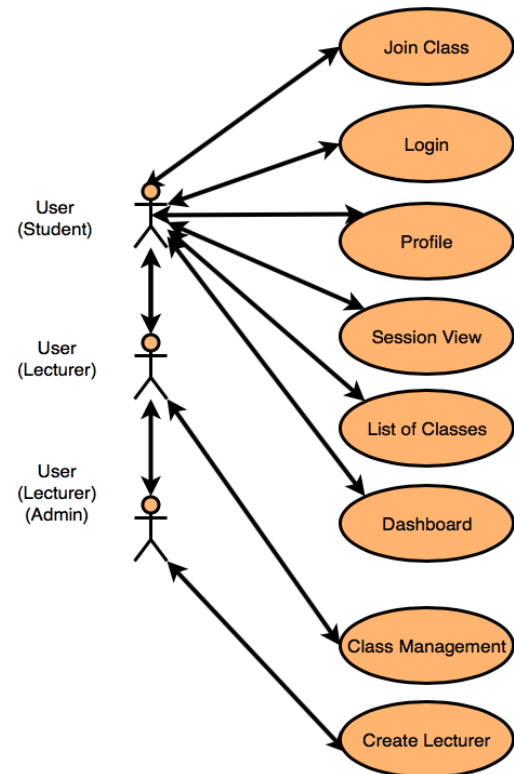 Join Class
Login
User
(Student)
Profile
Session View
User
(Lecturer)
List of Classes
User
(Lecturer)
(Admin)
Dashboard
Class Management
Create Lecturer